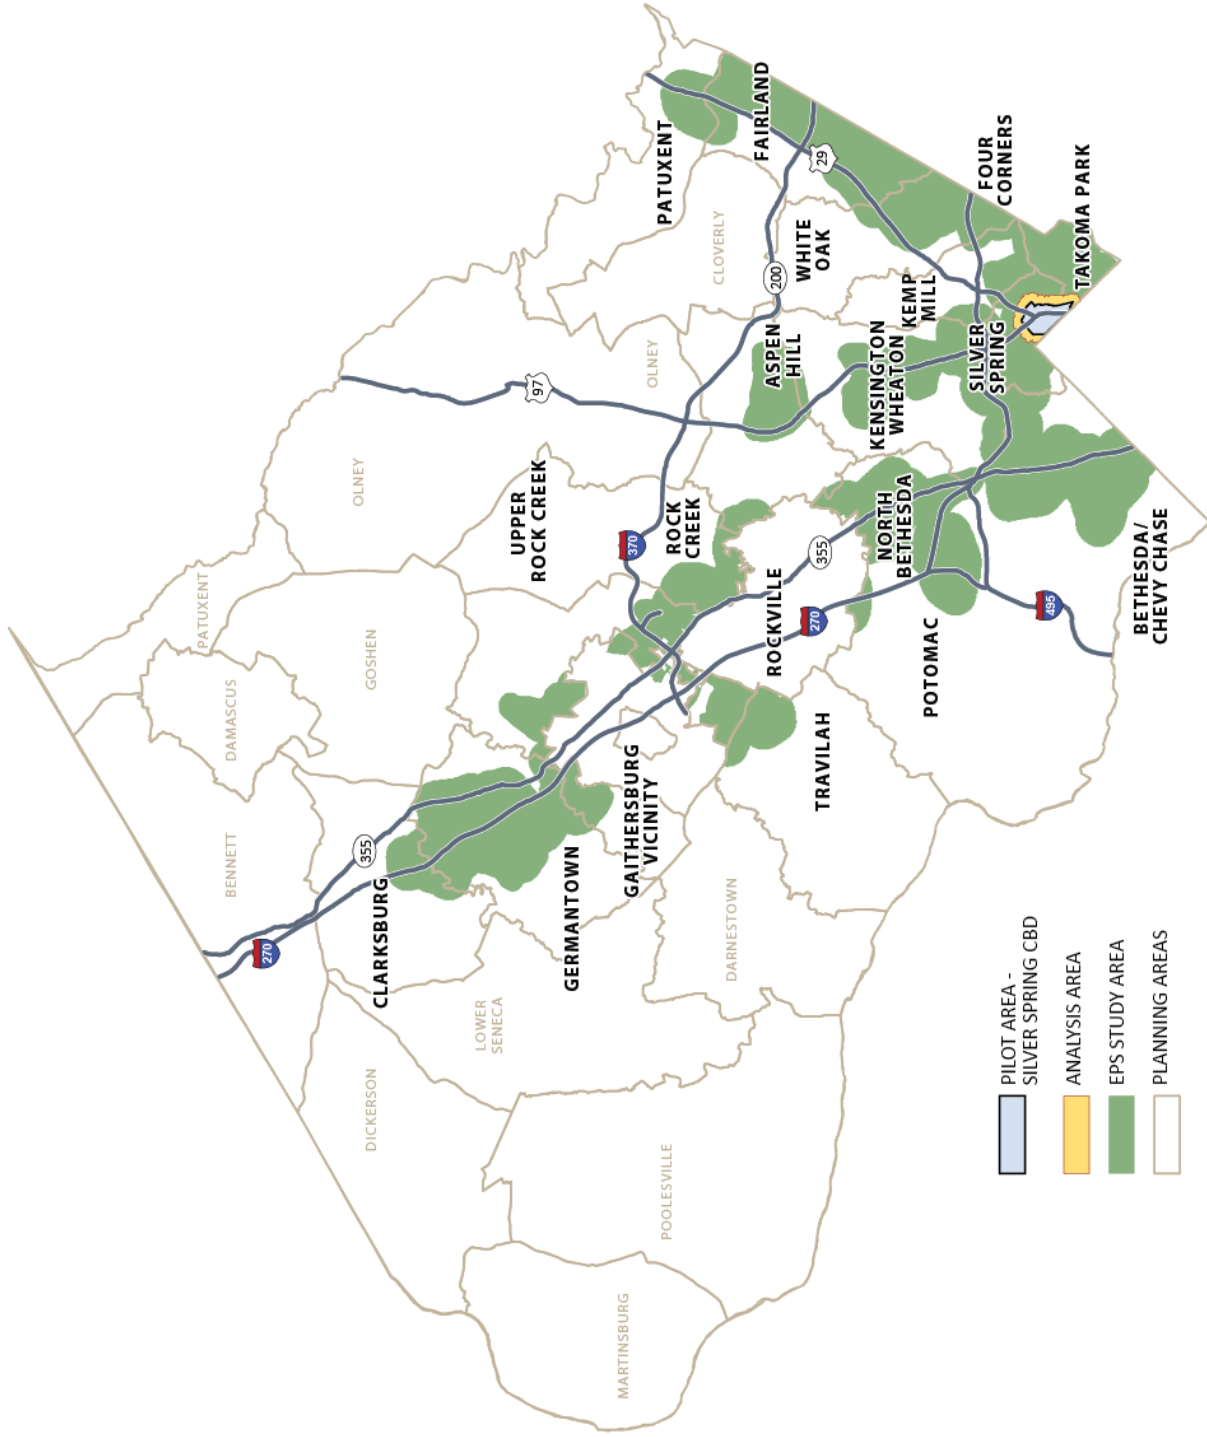 PATUXENT
FAIRLAND
29
FOUR
CORNERS
TAKOMA PARK
CLOVERLY
200
WHITE
OAK
KEMP
MILL
SILVER
SPRING
KENSINGTON
WHEATON
ASPEN
HILL
OLNEY
97
OLNEY
UPPER
ROCK CREEK
370
ROCK
CREEK
355
NORTH
BETHESDA
BETHESDA/
CHEVY CHASE
495
270
ROCKVILLE
POTOMAC
TRAVILAH
PATUXENT
DAMASCUS
GOSHEN
BENNETT
355
270
CLARKSBURG
GERMANTOWN
GAITHERSBURG
VICINITY
DARNESTOWN
LOWER
SENECA
DICKERSON
POOLESVILLE
MARTINSBURG
PILOT AREA -
SILVER SPRING CBD
ANALYSIS AREA
EPS STUDY AREA
PLANNING AREAS